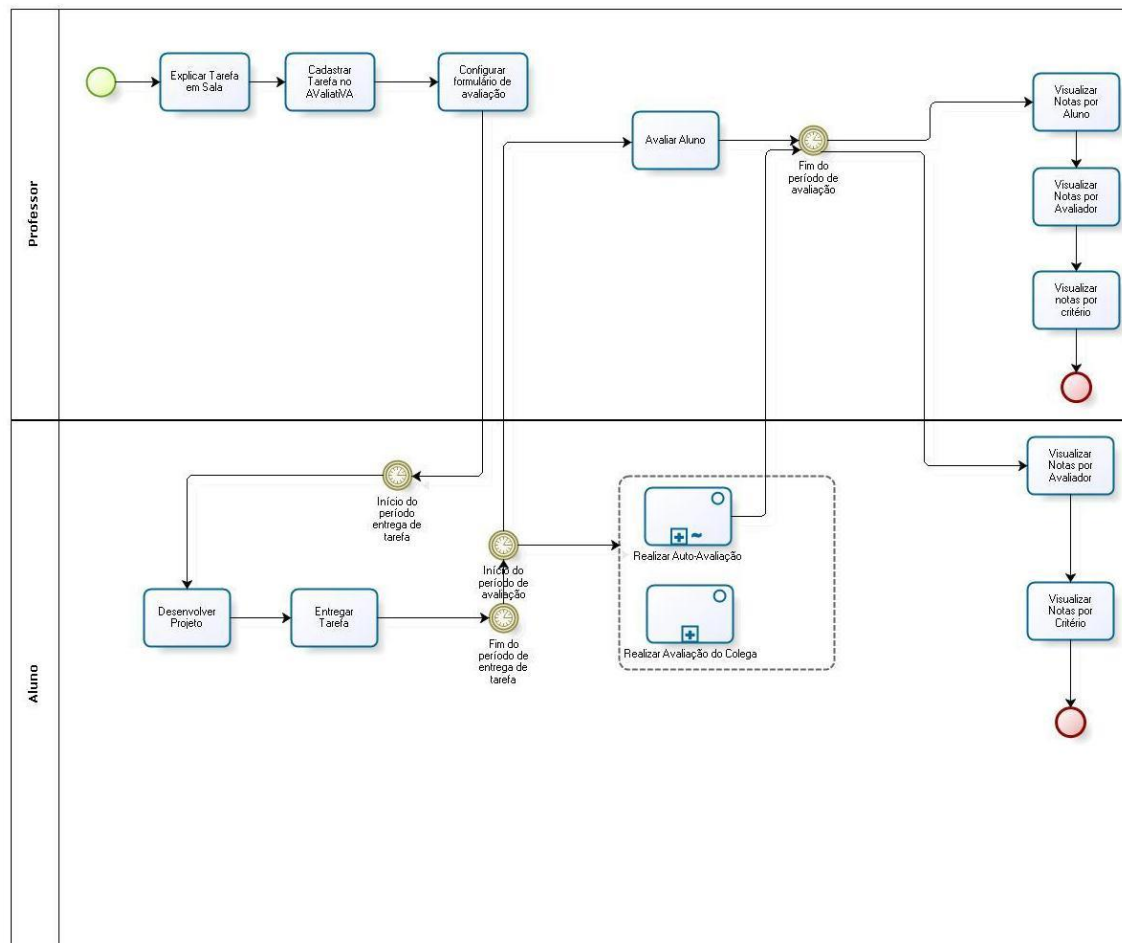 Professor
Explicar Tarefa
em Sala
Cadastrar
Tarefa no
AValiatiVA
Configurar
formulário de
avaliação
Avaliar Aluno
Fim do
período de
avaliação
Visualizar
Notas por
Aluno
Visualizar
Notas por
Avaliador
Visualizar
notas por
critério
Aluno
Início do
período
entrega de
tarefa
Desenvolver
Projeto
Entregar
Tarefa
Início do
período de
avaliação
Fim do
período de
entrega de
tarefa
Realizar Auto-Avaliação
Realizar Avaliação do Colega
Visualizar
Notas por
Avaliador
Visualizar
Notas por
Critério